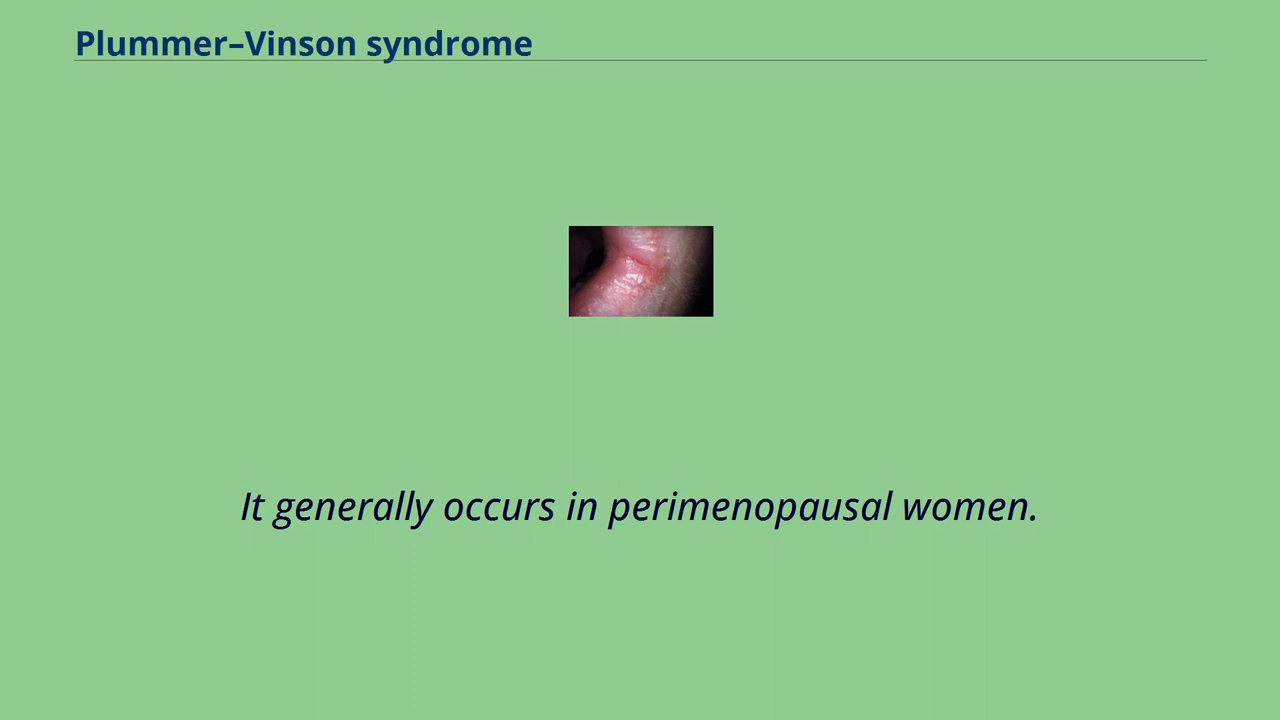 Plummer–Vinson syndrome
It generally occurs in perimenopausal women.